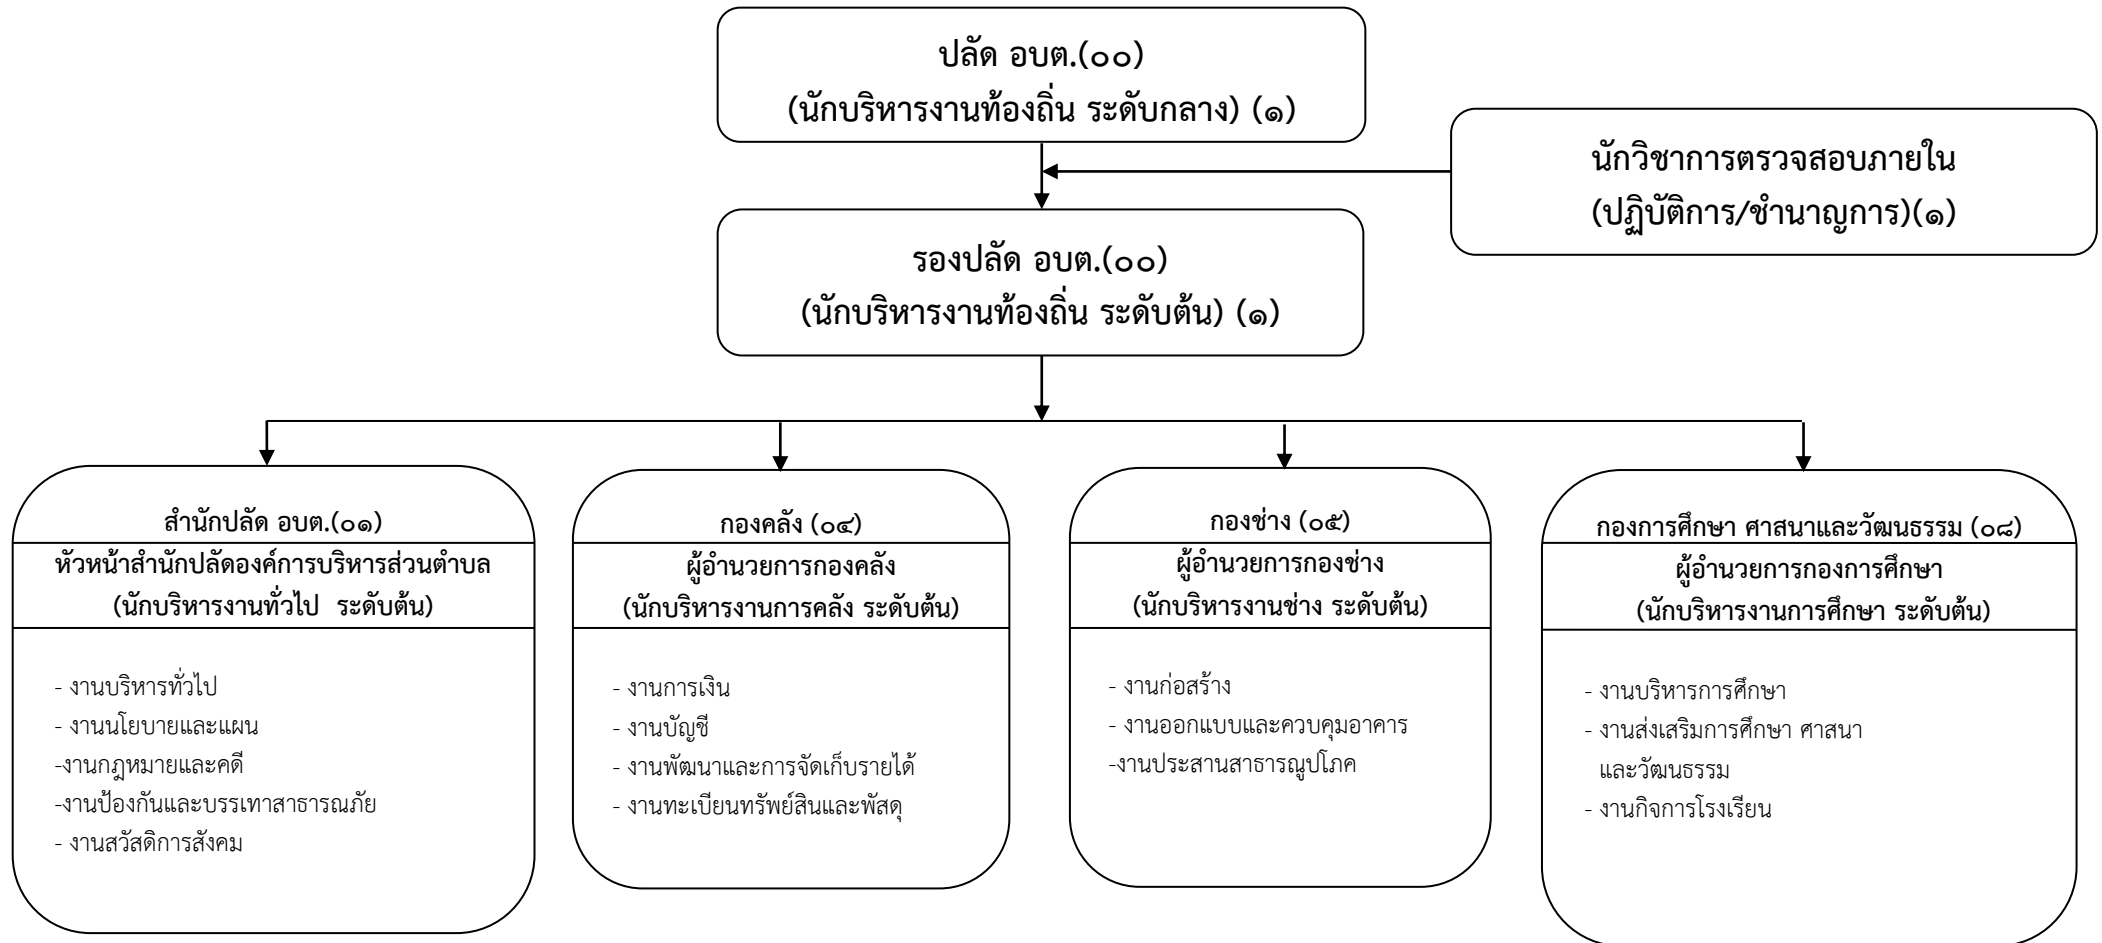 ปลัด อบต.(๐๐)
(นักบริหารงานท้องถิ่น ระดับกลาง) (๑)
นักวิชาการตรวจสอบภายใน
(ปฏิบัติการ/ชำนาญการ)(๑)
รองปลัด อบต.(๐๐)
(นักบริหารงานท้องถิ่น ระดับต้น) (๑)
สำนักปลัด อบต.(๐๑)
หัวหน้าสำนักปลัดองค์การบริหารส่วนตำบล
(นักบริหารงานทั่วไป ระดับต้น)
- งานบริหารทั่วไป
- งานนโยบายและแผน
-งานกฎหมายและคดี
-งานป้องกันและบรรเทาสาธารณภัย
- งานสวัสดิการสังคม
กองคลัง (๐๔)
ผู้อำนวยการกองคลัง
(นักบริหารงานการคลัง ระดับต้น)
- งานการเงิน
- งานบัญชี
- งานพัฒนาและการจัดเก็บรายได้
- งานทะเบียนทรัพย์สินและพัสดุ
กองช่าง (๐๕)
ผู้อำนวยการกองช่าง
(นักบริหารงานช่าง ระดับต้น)
- งานก่อสร้าง
- งานออกแบบและควบคุมอาคาร
-งานประสานสาธารณูปโภค
กองการศึกษา ศาสนาและวัฒนธรรม (๐๘)
ผู้อำนวยการกองการศึกษา
(นักบริหารงานการศึกษา ระดับต้น)
- งานบริหารการศึกษา
- งานส่งเสริมการศึกษา ศาสนา
และวัฒนธรรม
- งานกิจการโรงเรียน